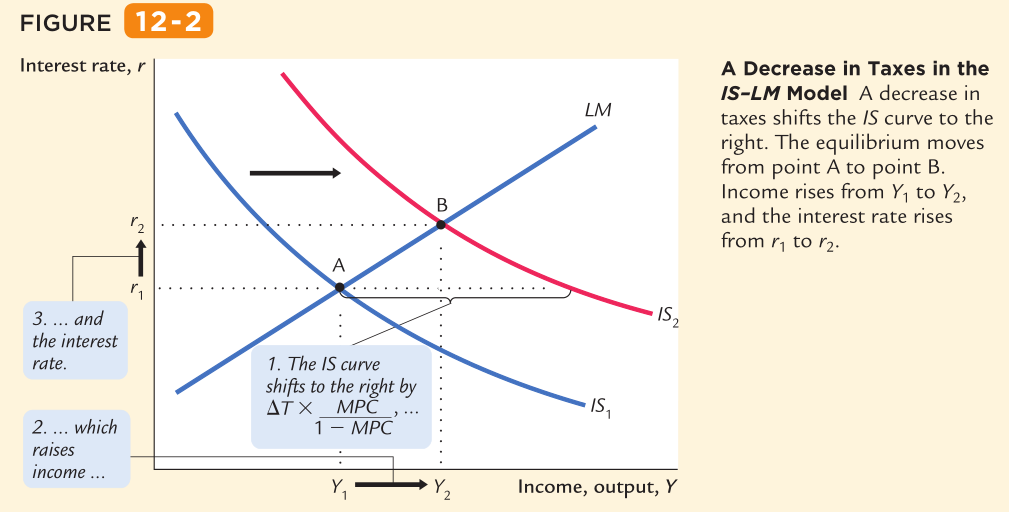 FIGURE 12-2
Interest rate, r
LM
B
r2
A
r1
IS2
3. ... and
the interest
rate.
1. The IS curve
shifts to the right by
ΔT × MPC / 1 − MPC , ...
IS1
2. ... which
raises
income ...
Y1
Y2
Income, output, Y
A Decrease in Taxes in the
IS–LM Model A decrease in
taxes shifts the IS curve to the
right. The equilibrium moves
from point A to point B.
Income rises from Y1 to Y2,
and the interest rate rises
from r1 to r2.